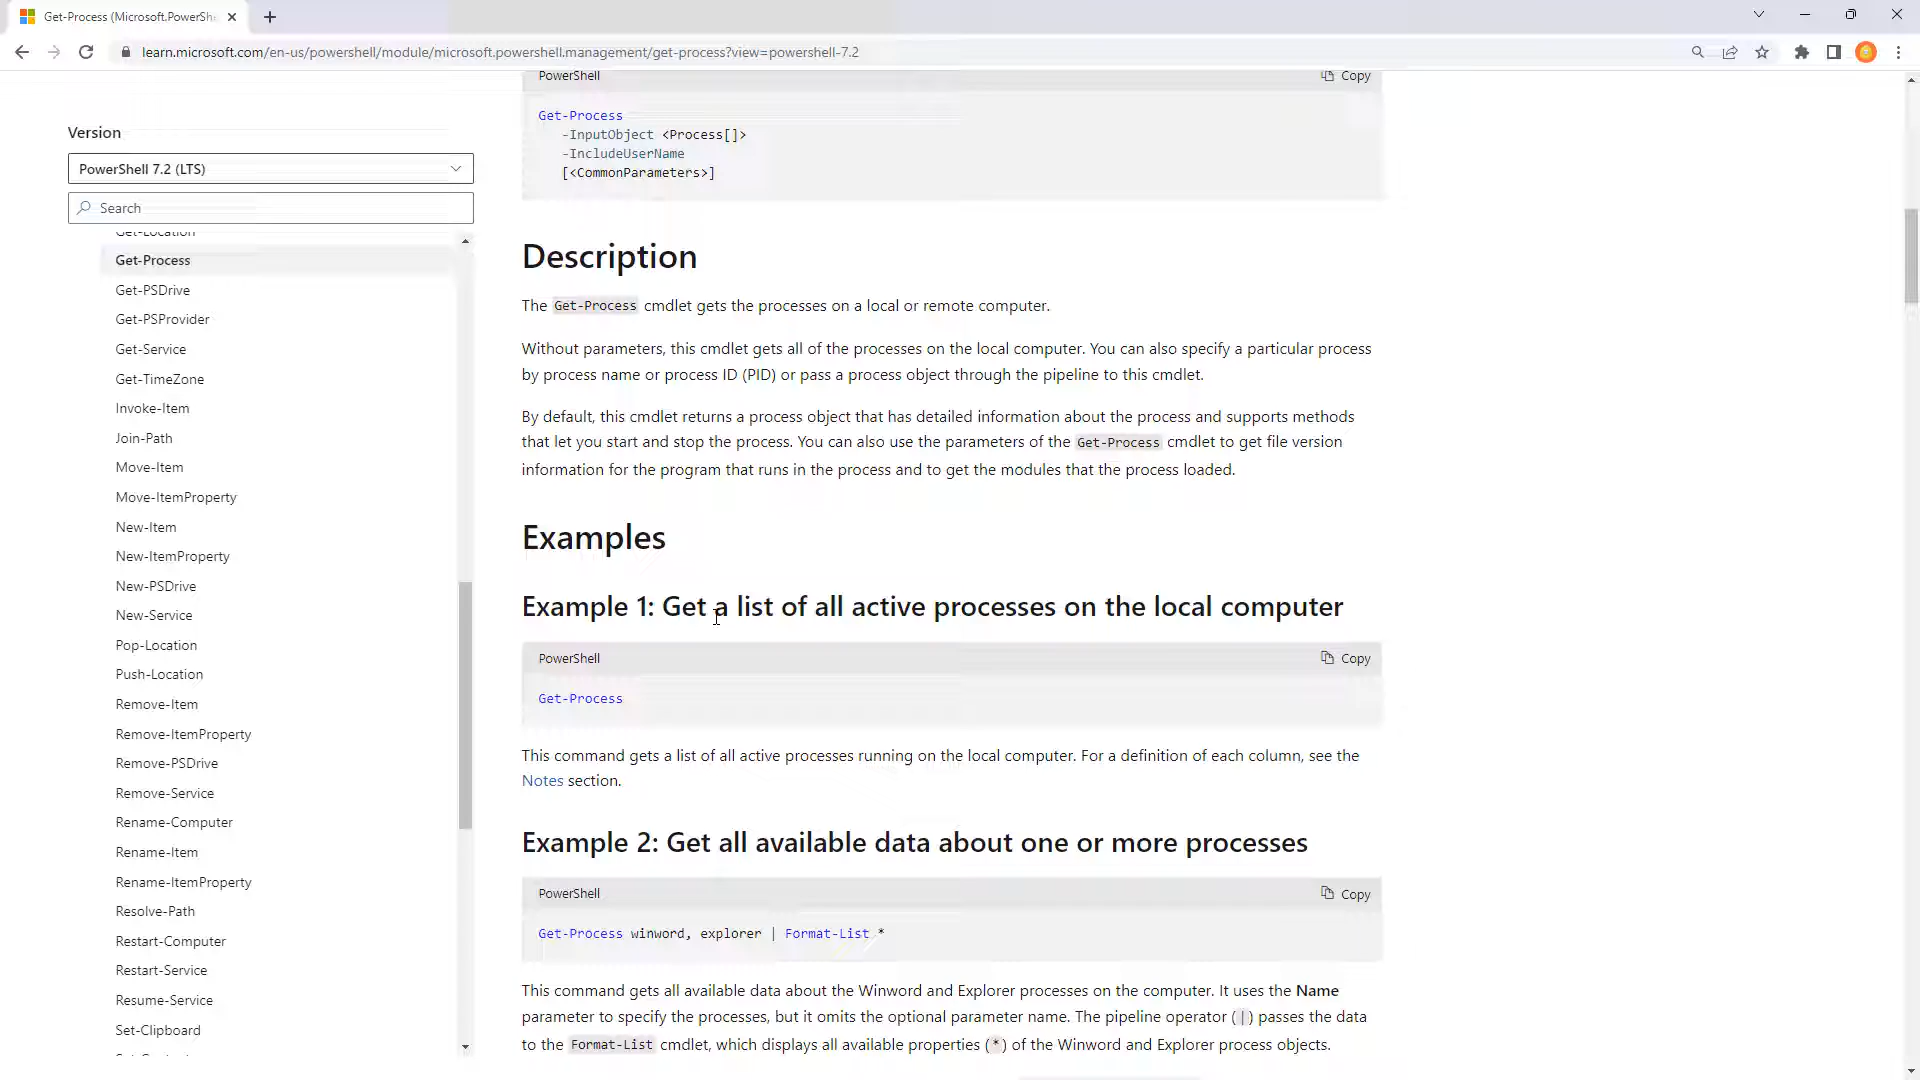 Get-Process (Microsoft.PowerSh
learn.microsoft.com/en-us/powershell/module/microsoft.powershell.management/get-process?view=powershell-7.2
Version
PowerShell 7.2 (LTS)
Search
Get-Location
Get-Process
Get-PSDrive
Get-PSProvider
Get-Service
Get-TimeZone
Invoke-Item
Join-Path
Move-Item
Move-ItemProperty
New-Item
New-ItemProperty
New-PSDrive
New-Service
Pop-Location
Push-Location
Remove-Item
Remove-ItemProperty
Remove-PSDrive
Remove-Service
Rename-Computer
Rename-Item
Rename-ItemProperty
Resolve-Path
Restart-Computer
Restart-Service
Resume-Service
Set-Clipboard
PowerShell
Copy
Get-Process
-InputObject <Process[]>
-IncludeUserName
[<CommonParameters>]
Description
The Get-Process cmdlet gets the processes on a local or remote computer.
Without parameters, this cmdlet gets all of the processes on the local computer. You can also specify a particular process
by process name or process ID (PID) or pass a process object through the pipeline to this cmdlet.
By default, this cmdlet returns a process object that has detailed information about the process and supports methods
that let you start and stop the process. You can also use the parameters of the Get-Process cmdlet to get file version
information for the program that runs in the process and to get the modules that the process loaded.
Examples
Example 1: Get a list of all active processes on the local computer
PowerShell
Copy
Get-Process
This command gets a list of all active processes running on the local computer. For a definition of each column, see the
Notes section.
Example 2: Get all available data about one or more processes
PowerShell
Copy
Get-Process winword, explorer | Format-List *
This command gets all available data about the Winword and Explorer processes on the computer. It uses the Name
parameter to specify the processes, but it omits the optional parameter name. The pipeline operator (|) passes the data
to the Format-List cmdlet, which displays all available properties (*) of the Winword and Explorer process objects.